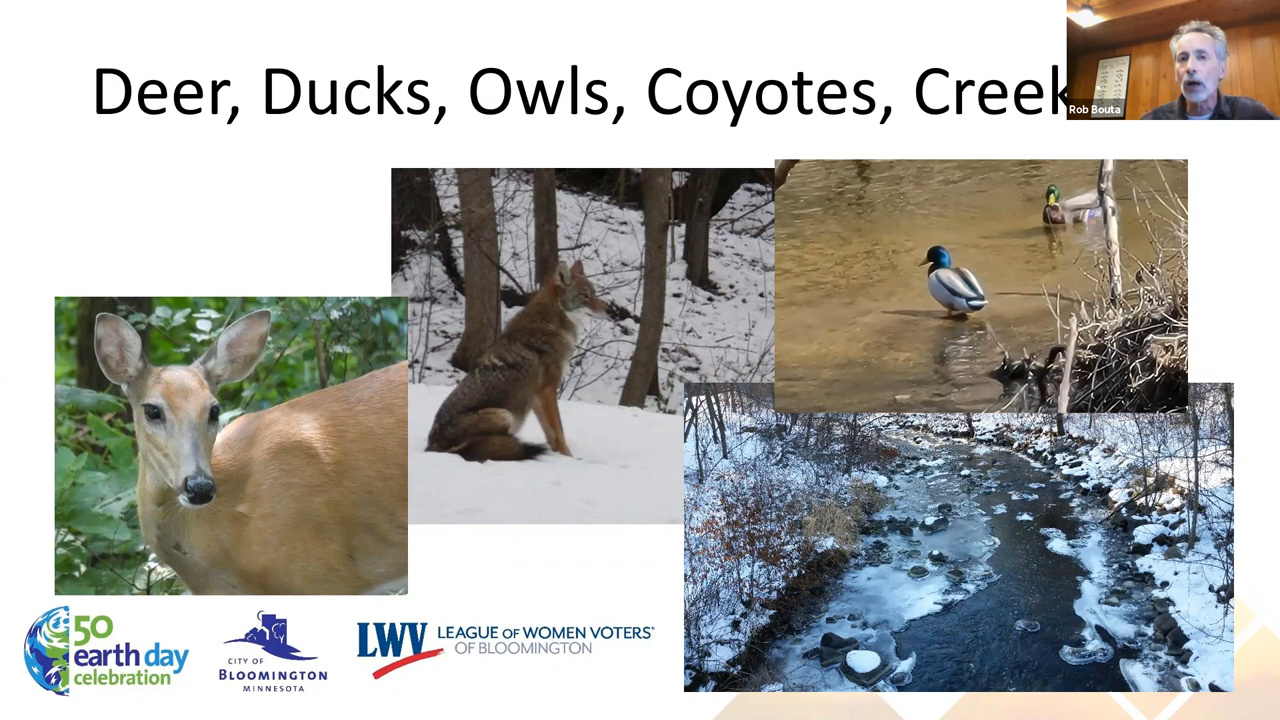 Deer, Ducks, Owls, Coyotes, Creek
Rob Bouta
50
earth day
celebration
CITY OF
BLOOMINGTON
MINNESOTA
LWV LEAGUE OF WOMEN VOTERS®
OF BLOOMINGTON